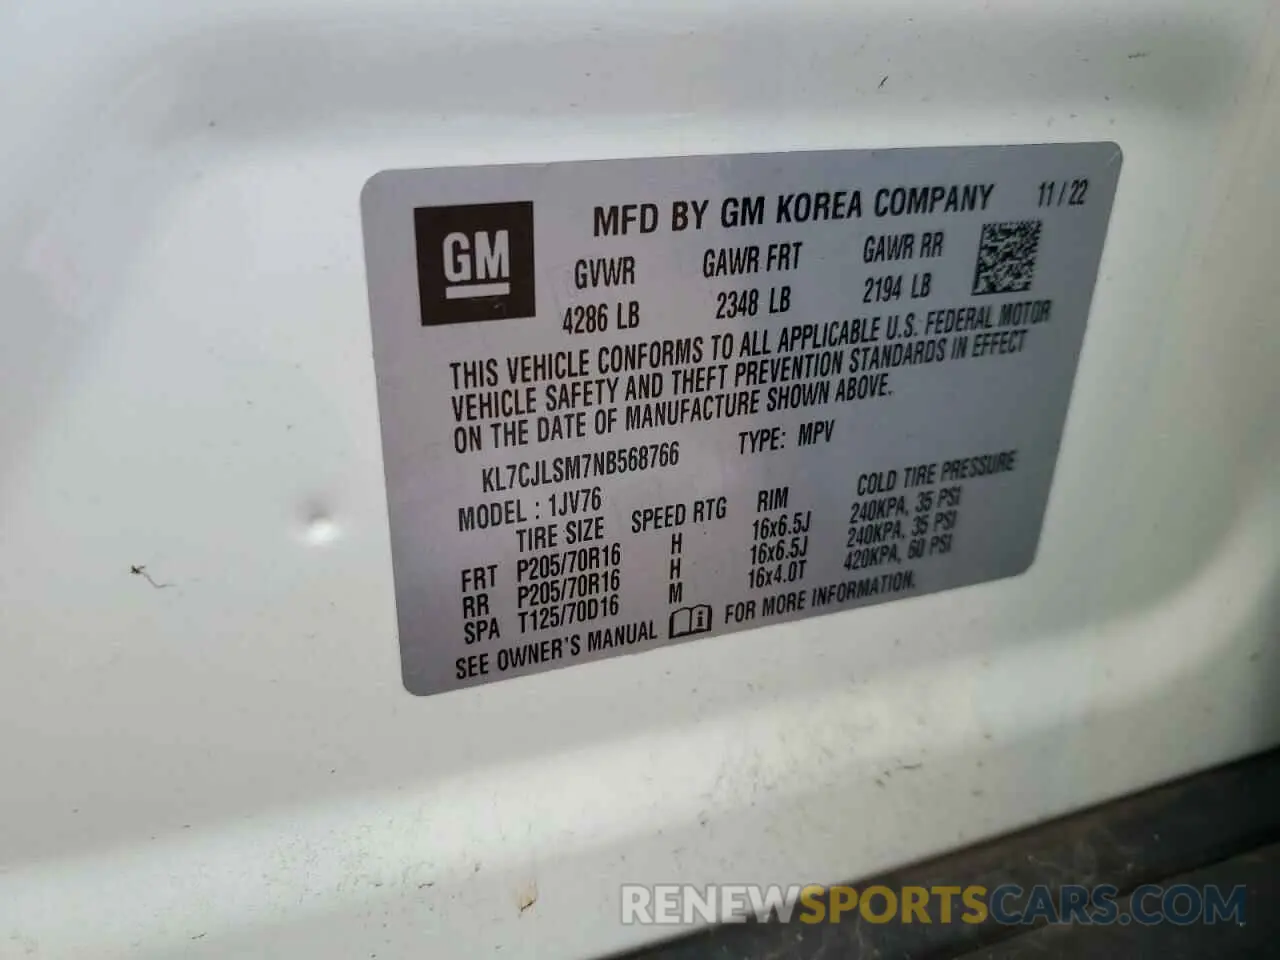 GM
MFD BY GM KOREA COMPANY 11/22
GVWR GAWR FRT GAWR RR
4286 LB 2348 LB 2194 LB
THIS VEHICLE CONFORMS TO ALL APPLICABLE U.S. FEDERAL MOTOR
VEHICLE SAFETY AND THEFT PREVENTION STANDARDS IN EFFECT
ON THE DATE OF MANUFACTURE SHOWN ABOVE.
KL7CJLSM7NB568766 TYPE: MPV
MODEL : 1JV76
TIRE SIZE SPEED RTG RIM COLD TIRE PRESSURE
FRT P205/70R16 H 16x6.5J 240KPA, 35 PSI
RR P205/70R16 H 16x6.5J 240KPA, 35 PSI
SPA T125/70D16 M 16x4.0T 420KPA, 60 PSI
SEE OWNER'S MANUAL i FOR MORE INFORMATION.
RENEWSPORTSCARS.COM